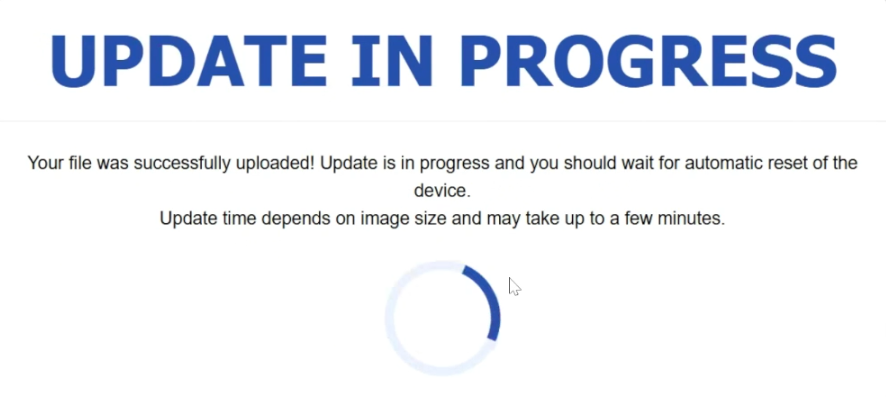 UPDATE IN PROGRESS
Your file was successfully uploaded! Update is in progress and you should wait for automatic reset of the
device.
Update time depends on image size and may take up to a few minutes.